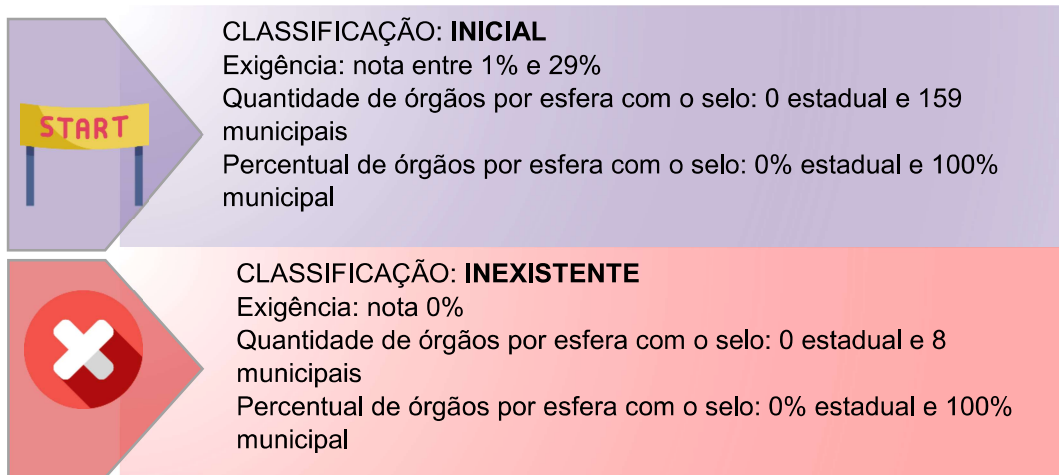 START
CLASSIFICAÇÃO: INICIAL
Exigência: nota entre 1% e 29%
Quantidade de órgãos por esfera com o selo: 0 estadual e 159
municipais
Percentual de órgãos por esfera com o selo: 0% estadual e 100%
municipal
CLASSIFICAÇÃO: INEXISTENTE
Exigência: nota 0%
Quantidade de órgãos por esfera com o selo: 0 estadual e 8
municipais
Percentual de órgãos por esfera com o selo: 0% estadual e 100%
municipal